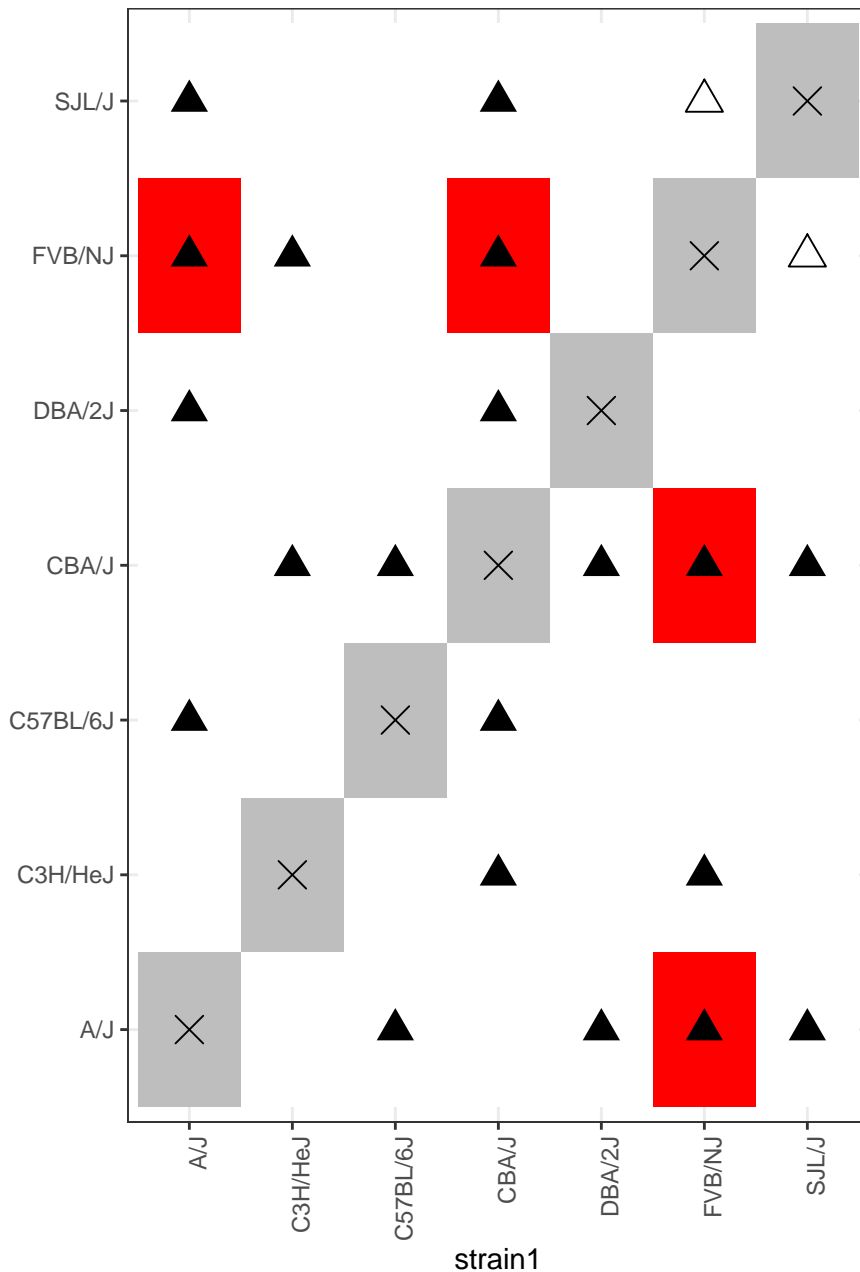 SJL/J
FVB/NJ
DBA/2J
CBA/J
C57BL/6J
C3H/HeJ
A/J
A/J
C3H/HeJ
C57BL/6J
CBA/J
DBA/2J
FVB/NJ
SJL/J
strain1